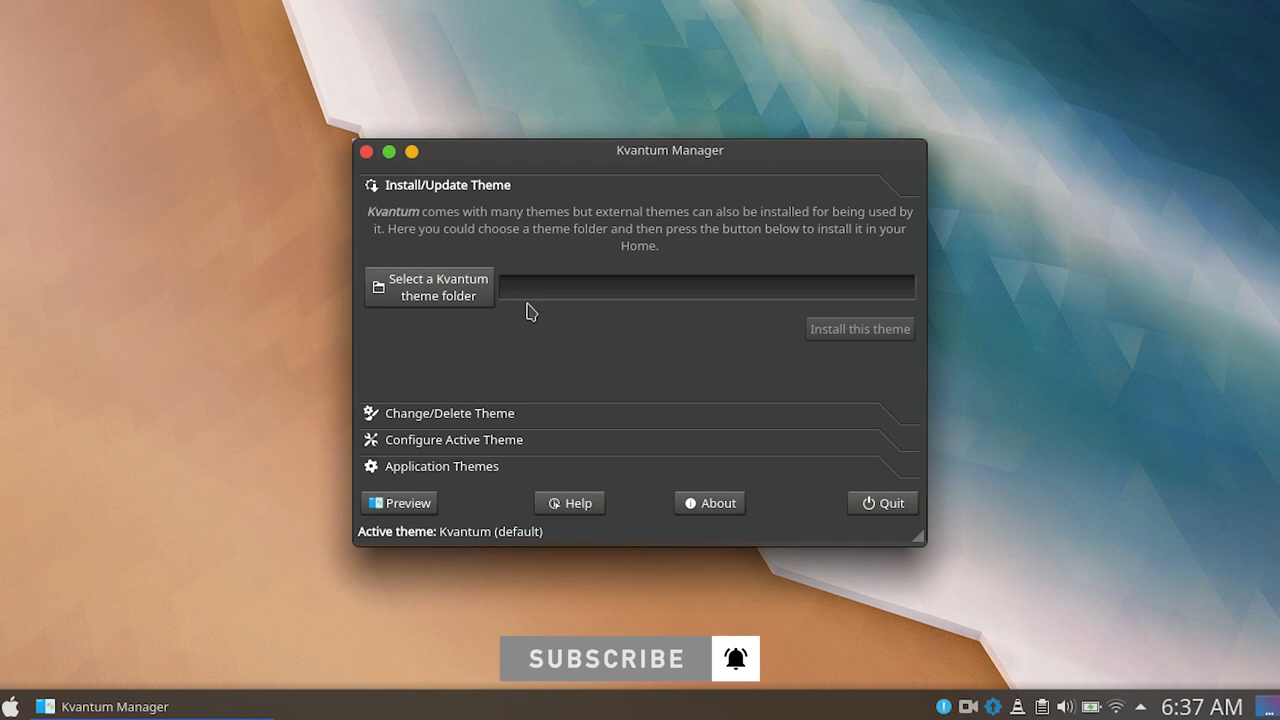 Kvantum Manager
Install/Update Theme
Kvantum comes with many themes but external themes can also be installed for being used by
it. Here you could choose a theme folder and then press the button below to install it in your
Home.
Select a Kvantum
theme folder
Install this theme
Change/Delete Theme
Configure Active Theme
Application Themes
Preview
Help
About
Quit
Active theme: Kvantum (default)
SUBSCRIBE
Kvantum Manager
6:37 AM